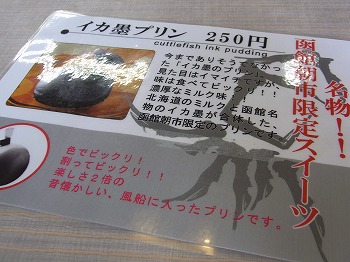 イカ墨プリン 250円
cuttlefish ink pudding
名物!!
函館朝市限定スイーツ
今までありそうでなかっ
た「イカ墨のプリン」
見た目はイマイチですが、
味は食べてビックリ!!
濃厚なミルク味!
北海道のミルクと函館名
物のイカ墨が合体した、
函館朝市限定のプリンです
色でビックリ!
割ってビックリ!!
楽しさ2倍の
昔懐かしい、風船に入ったプリンです。